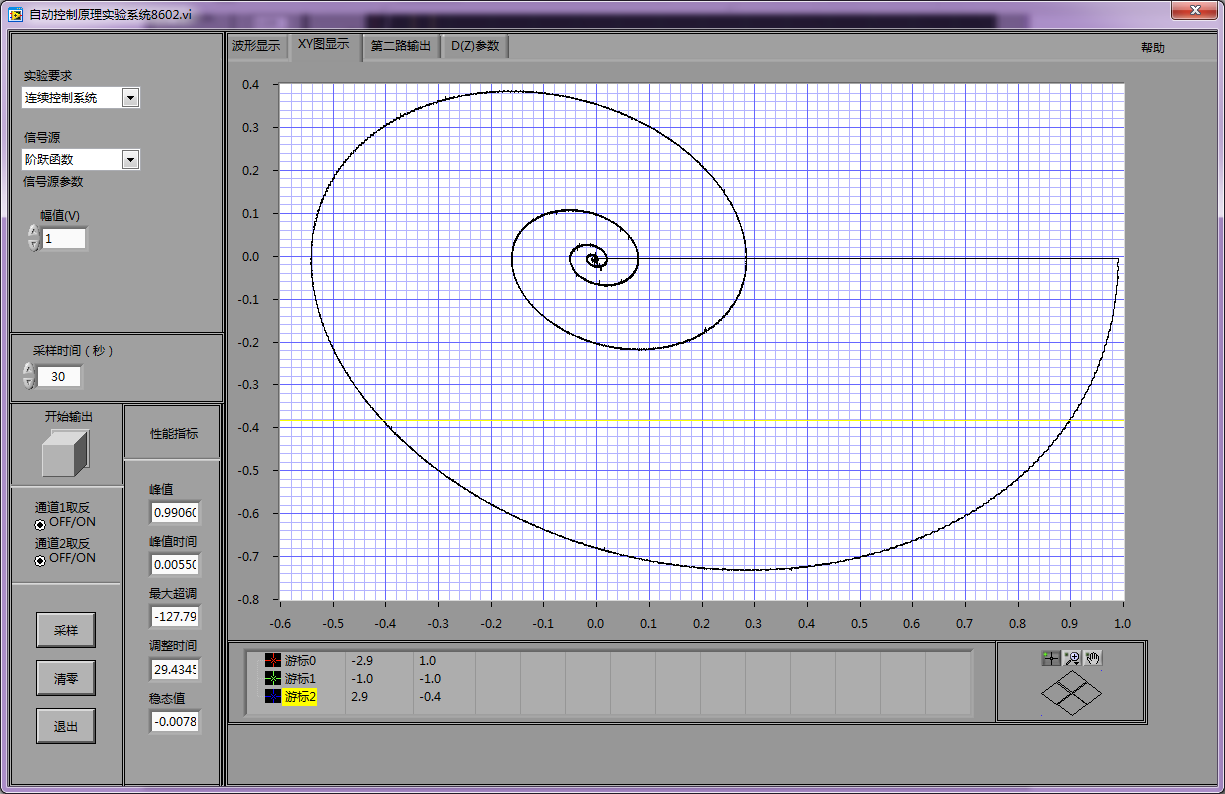 自动控制原理实验系统8602.vi
波形显示 XY图显示 第二路输出 D(Z)参数 帮助
实验要求
连续控制系统
信号源
阶跃函数
信号源参数
幅值(V)
1
采样时间（秒）
30
开始输出
通道1取反
OFF/ON
通道2取反
OFF/ON
采样
清零
退出
性能指标
峰值
0.9906
峰值时间
0.00550
最大超调
-127.79
调整时间
29.4345
稳态值
-0.0078
0.4
0.3
0.2
0.1
0.0
-0.1
-0.2
-0.3
-0.4
-0.5
-0.6
-0.7
-0.8
-0.6 -0.5 -0.4 -0.3 -0.2 -0.1 0.0 0.1 0.2 0.3 0.4 0.5 0.6 0.7 0.8 0.9 1.0
游标0 -2.9 1.0
游标1 -1.0 -1.0
游标2 2.9 -0.4